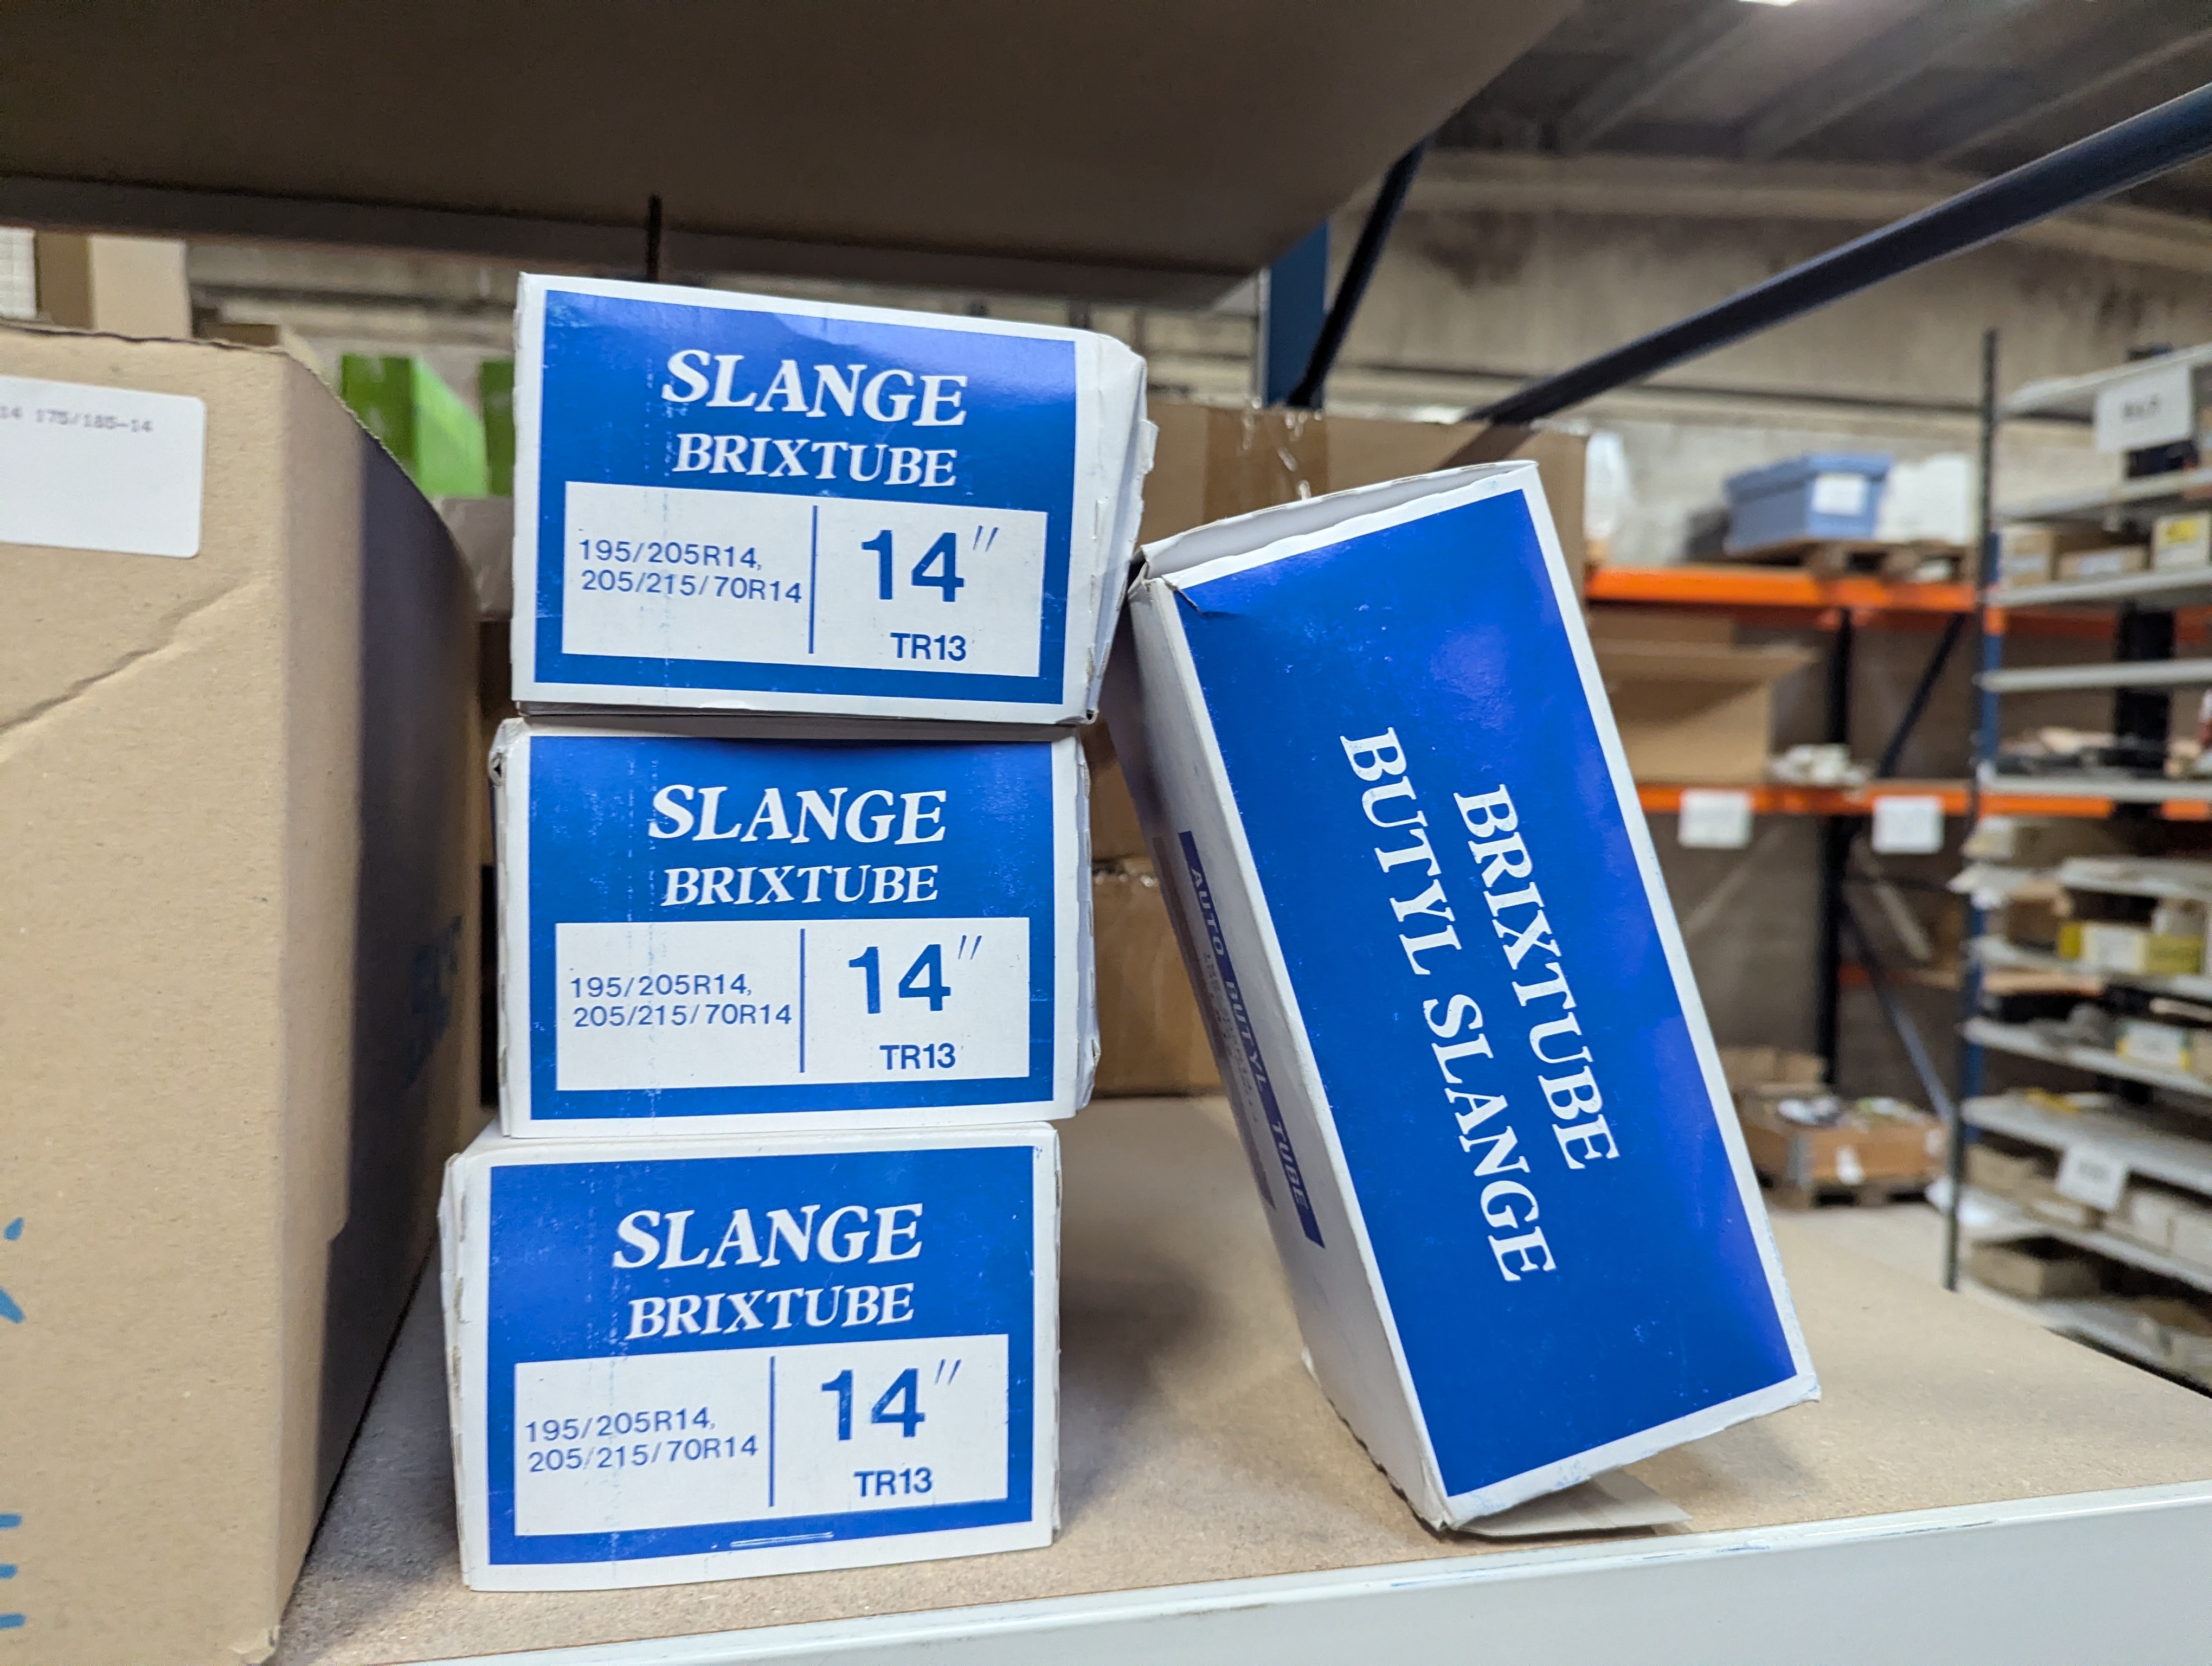 14 175/185-14
SLANGE
BRIXTUBE
195/205R14,
205/215/70R14
14"
TR13
SLANGE
BRIXTUBE
195/205R14,
205/215/70R14
14"
TR13
SLANGE
BRIXTUBE
195/205R14,
205/215/70R14
14"
TR13
BRIXTUBE
BUTYL SLANGE
AUTO BUTYL TUBE